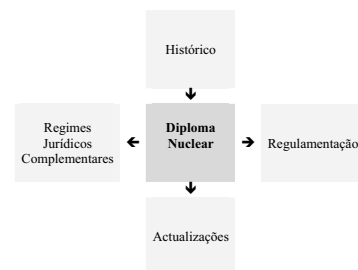 Histórico
Regimes
Jurídicos
Complementares
Diploma
Nuclear
Regulamentação
Actualizações